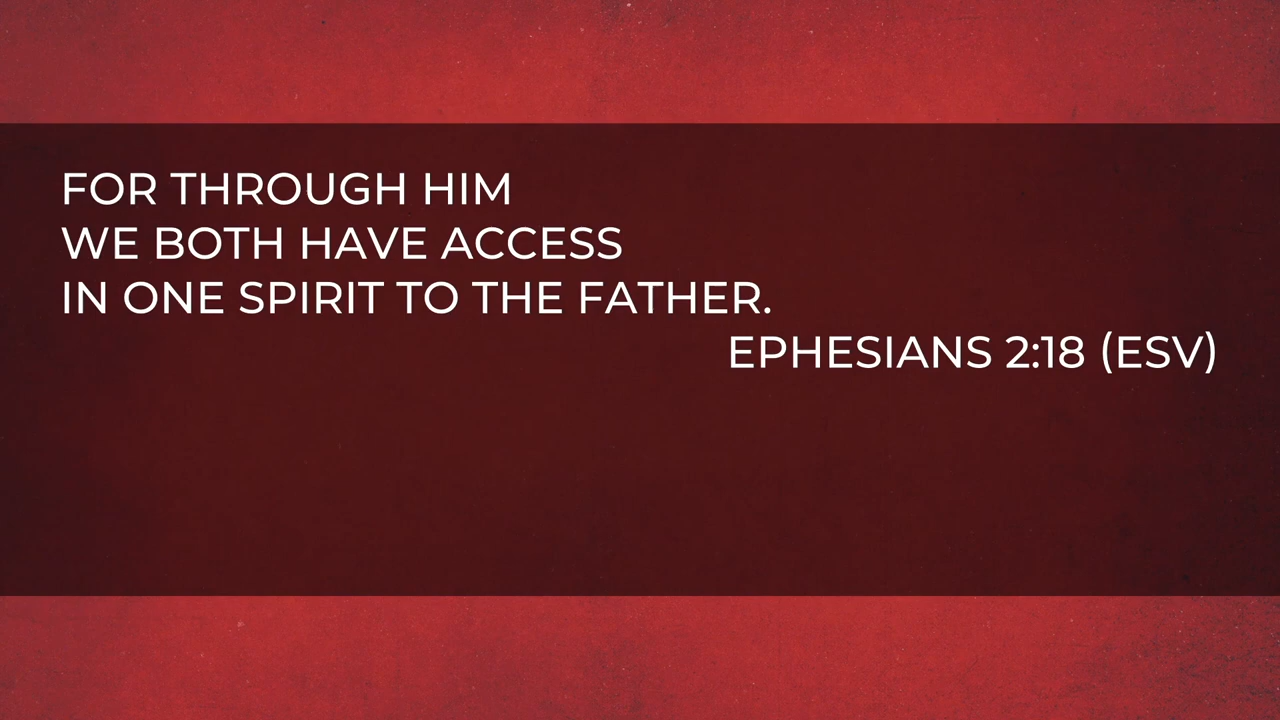 FOR THROUGH HIM
WE BOTH HAVE ACCESS
IN ONE SPIRIT TO THE FATHER.
EPHESIANS 2:18 (ESV)